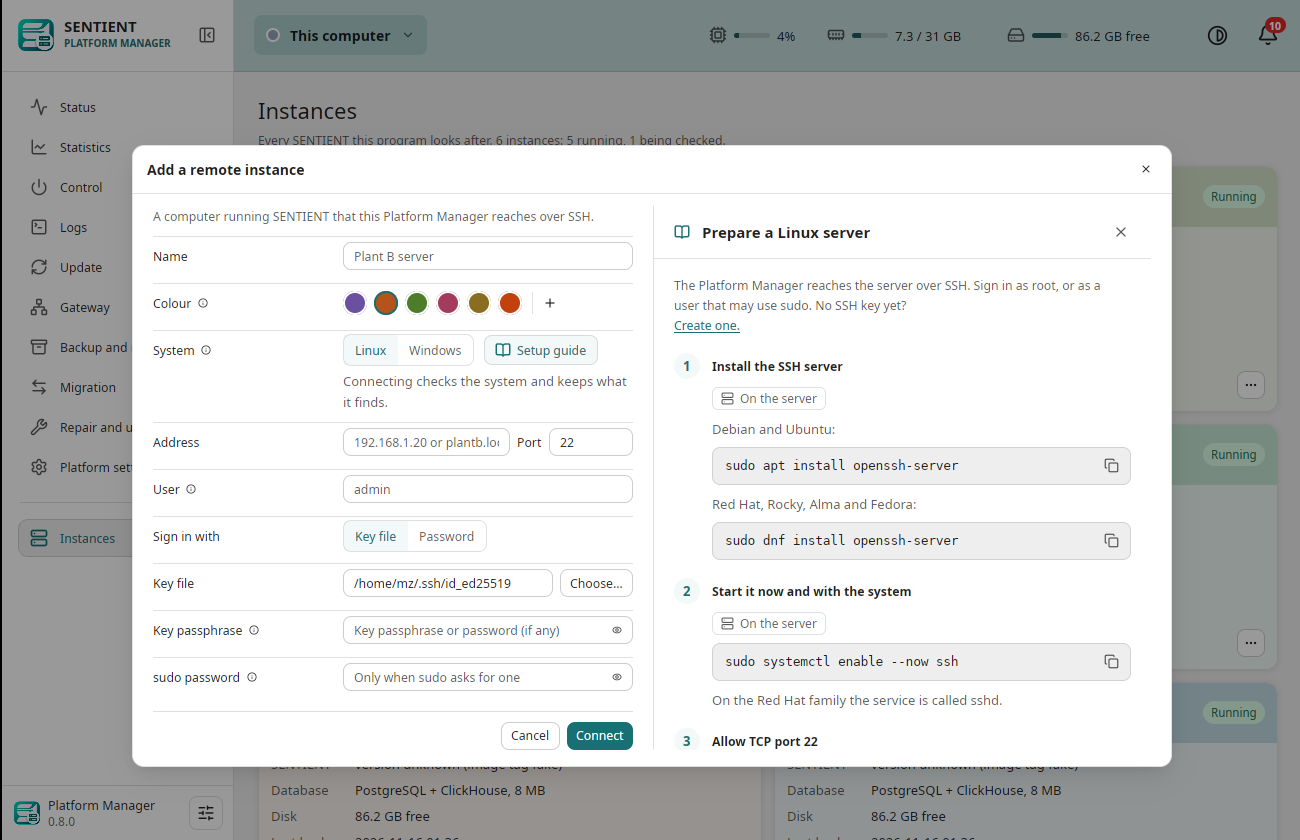 SENTIENT
PLATFORM MANAGER
This computer
4%
7.3 / 31 GB
86.2 GB free
10
Status
Statistics
Control
Logs
Update
Gateway
Backup and
Migration
Repair and u
Platform set
Instances
Platform Manager
0.8.0
Instances
Every SENTIENT this program looks after. 6 instances: 5 running, 1 being checked.
Running
Running
Running
Add a remote instance
A computer running SENTIENT that this Platform Manager reaches over SSH.
Name
Plant B server
Colour
System
Linux
Windows
Setup guide
Connecting checks the system and keeps what
it finds.
Address
192.168.1.20 or plantb.loc
Port
22
User
admin
Sign in with
Key file
Password
Key file
/home/mz/.ssh/id_ed25519
Choose...
Key passphrase
Key passphrase or password (if any)
sudo password
Only when sudo asks for one
Cancel
Connect
Prepare a Linux server
The Platform Manager reaches the server over SSH. Sign in as root, or as a
user that may use sudo. No SSH key yet?
Create one.
1
Install the SSH server
On the server
Debian and Ubuntu:
sudo apt install openssh-server
Red Hat, Rocky, Alma and Fedora:
sudo dnf install openssh-server
2
Start it now and with the system
On the server
sudo systemctl enable --now ssh
On the Red Hat family the service is called sshd.
3
Allow TCP port 22
Database
PostgreSQL + ClickHouse, 8 MB
Disk
86.2 GB free
Database
PostgreSQL + ClickHouse, 8 MB
Disk
86.2 GB free